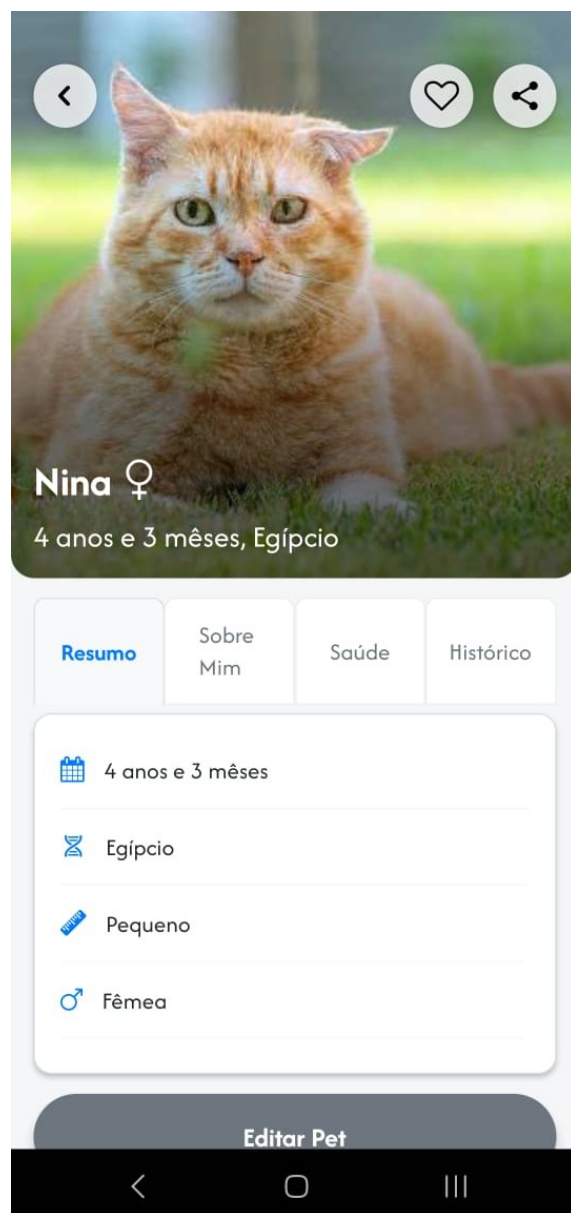 Nina ♀
4 anos e 3 mêses, Egípcio
Resumo
Sobre
Mim
Saúde
Histórico
4 anos e 3 mêses
Egípcio
Pequeno
Fêmea
Editar Pet